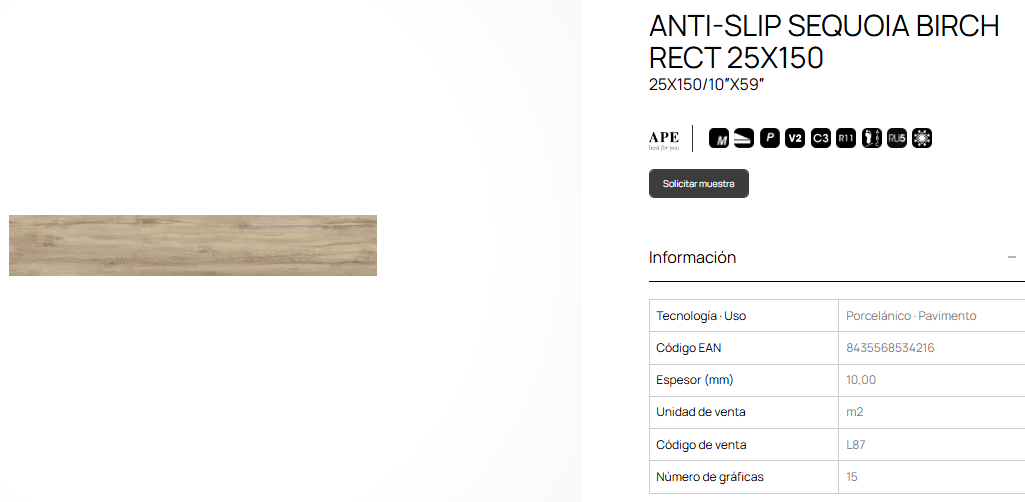 ANTI-SLIP SEQUOIA BIRCH
RECT 25X150
25X150/10″X59″
APE
best for you
M
P
V2
C3
R11
RU5
Solicitar muestra
Información
Tecnología · Uso
Porcelánico · Pavimento
Código EAN
8435568534216
Espesor (mm)
10,00
Unidad de venta
m2
Código de venta
L87
Número de gráficas
15